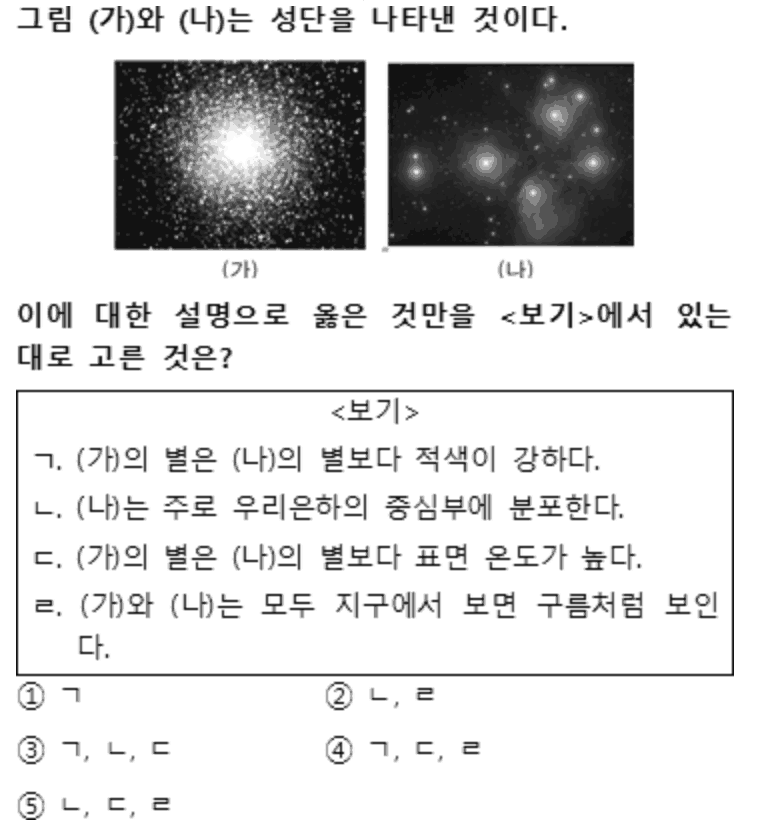 그림 (가)와 (나)는 성단을 나타낸 것이다.
(가) (나)
이에 대한 설명으로 옳은 것만을 <보기>에서 있는
대로 고른 것은?
<보기>
ㄱ. (가)의 별은 (나)의 별보다 적색이 강하다.
ㄴ. (나)는 주로 우리은하의 중심부에 분포한다.
ㄷ. (가)의 별은 (나)의 별보다 표면 온도가 높다.
ㄹ. (가)와 (나)는 모두 지구에서 보면 구름처럼 보인
다.
① ㄱ ② ㄴ, ㄹ
③ ㄱ, ㄴ, ㄷ ④ ㄱ, ㄷ, ㄹ
⑤ ㄴ, ㄷ, ㄹ